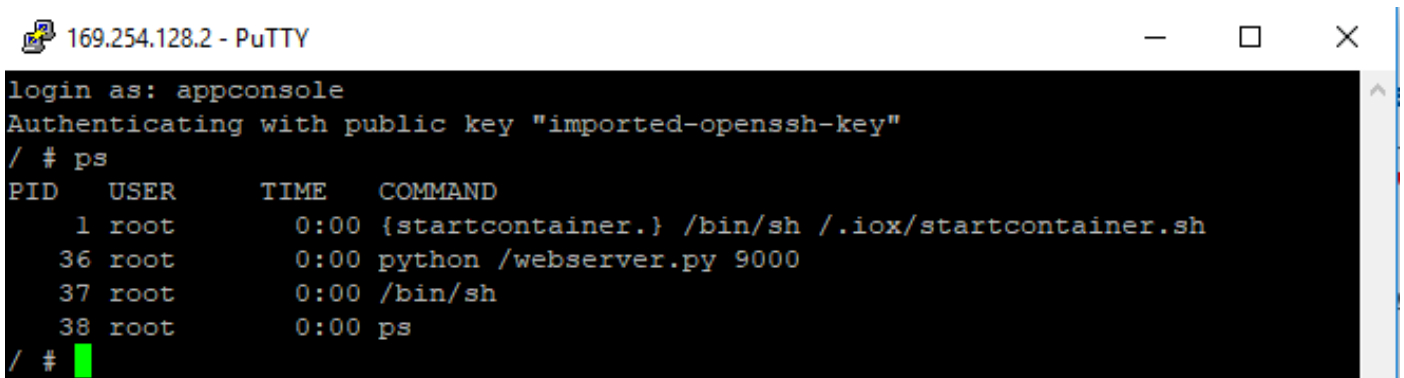 169.254.128.2 - PuTTY
login as: appconsole
Authenticating with public key "imported-openssh-key"
/ # ps
PID   USER       TIME   COMMAND
    1 root         0:00 {startcontainer.} /bin/sh /.iox/startcontainer.sh
   36 root         0:00 python /webserver.py 9000
   37 root         0:00 /bin/sh
   38 root         0:00 ps
/ #